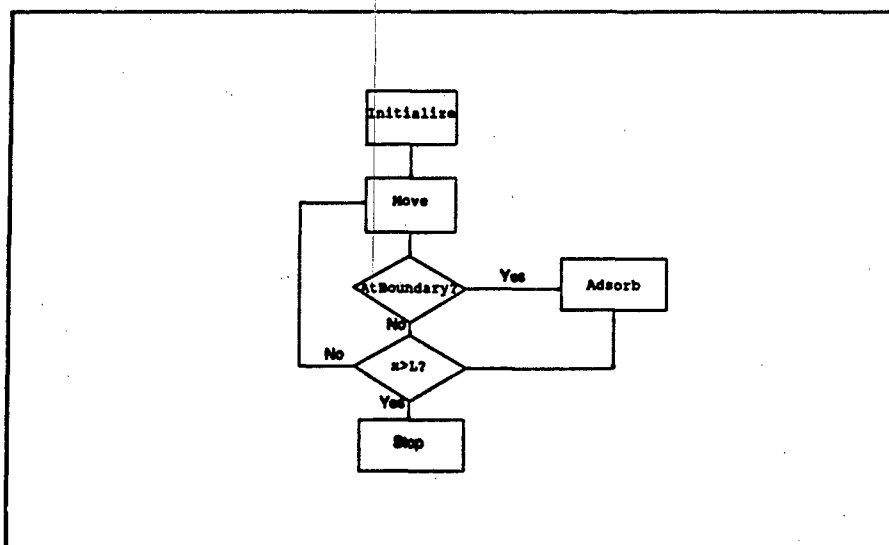 Initialize
Move
AtBoundary?
Yes
Adsorb
No
No
x>L?
Yes
Stop